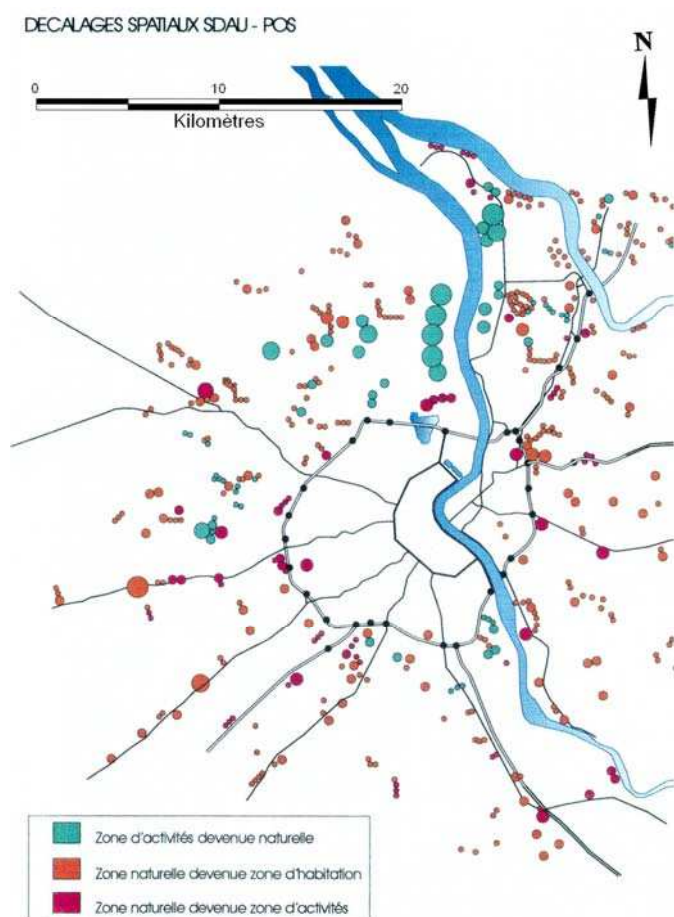 DECALAGES SPATIAUX SDAU - POS
N
0 10 20
Kilomètres
Zone d'activités devenue naturelle
Zone naturelle devenue zone d'habitation
Zone naturelle devenue zone d'activités